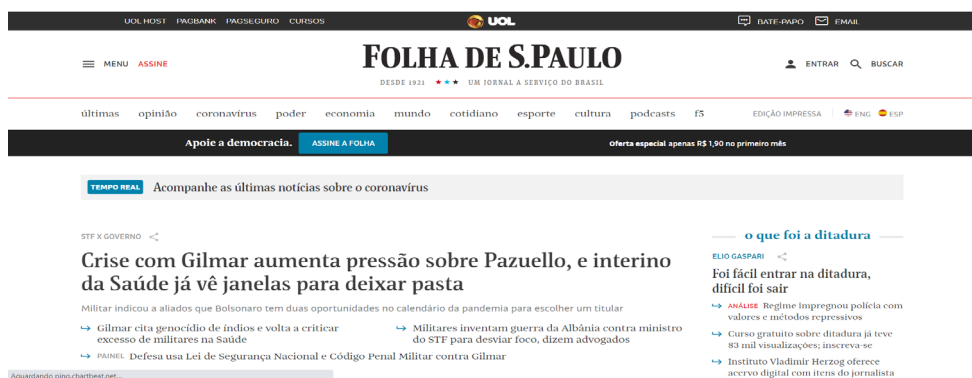 UOL HOST PAGBANK PAGSEGURO CURSOS UOL BATE-PAPO EMAIL
MENU ASSINE FOLHA DE S.PAULO ENTRAR BUSCAR
DESDE 1921 ★★★ UM JORNAL A SERVIÇO DO BRASIL
últimas opinião coronavírus poder economia mundo cotidiano esporte cultura podcasts f5 EDIÇÃO IMPRESSA ENG ESP
Apoie a democracia. ASSINE A FOLHA Oferta especial apenas R$ 1,90 no primeiro mês
TEMPO REAL Acompanhe as últimas notícias sobre o coronavírus
STF X GOVERNO
Crise com Gilmar aumenta pressão sobre Pazuello, e interino
da Saúde já vê janelas para deixar pasta
Militar indicou a aliados que Bolsonaro tem duas oportunidades no calendário da pandemia para escolher um titular
Gilmar cita genocídio de índios e volta a criticar
excesso de militares na Saúde
Militares inventam guerra da Albânia contra ministro
do STF para desviar foco, dizem advogados
PAINEL Defesa usa Lei de Segurança Nacional e Código Penal Militar contra Gilmar
o que foi a ditadura
ELIO GASPARI
Foi fácil entrar na ditadura,
difícil foi sair
ANÁLISE Regime impregnou polícia com
valores e métodos repressivos
Curso gratuito sobre ditadura já teve
83 mil visualizações; inscreva-se
Instituto Vladimir Herzog oferece
acervo digital com itens do jornalista
Aguardando ping.chartbeat.net...